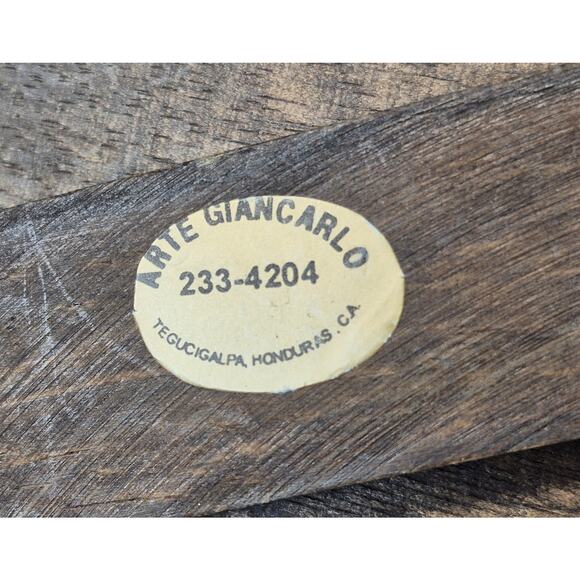 ARTE GIANCARLO
233-4204
TEGUCIGALPA, HONDURAS . C.A.